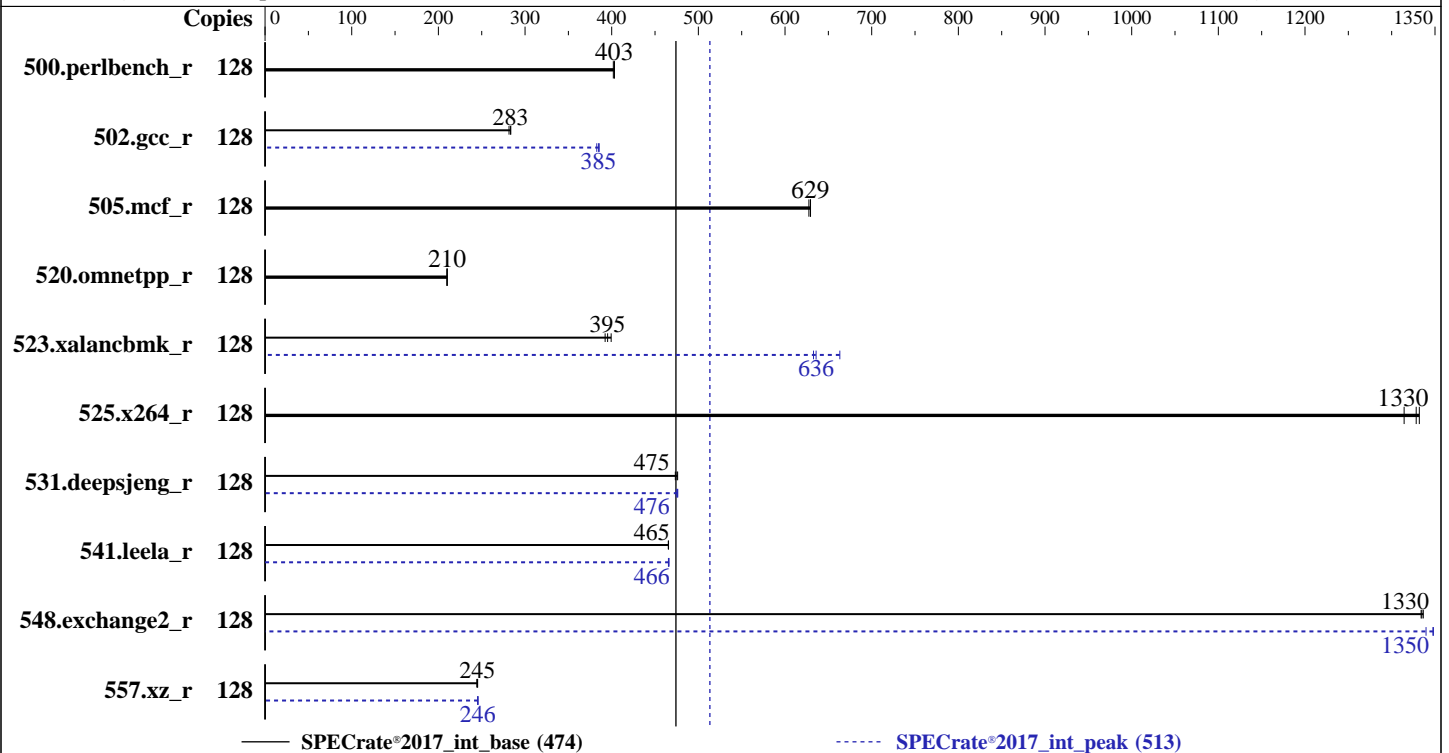 Copies 0 100 200 300 400 500 600 700 800 900 1000 1100 1200 1350
403
500.perlbench_r 128
283
502.gcc_r 128
385
629
505.mcf_r 128
210
520.omnetpp_r 128
395
523.xalancbmk_r 128
636
1330
525.x264_r 128
475
531.deepsjeng_r 128
476
465
541.leela_r 128
466
1330
548.exchange2_r 128
1350
245
557.xz_r 128
246
SPECrate®2017_int_base (474) SPECrate®2017_int_peak (513)